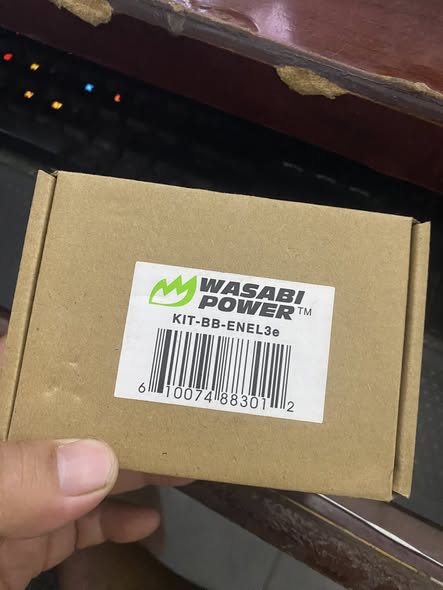 WASABI
POWER™
KIT-BB-ENEL3e
6 10074 88301 2